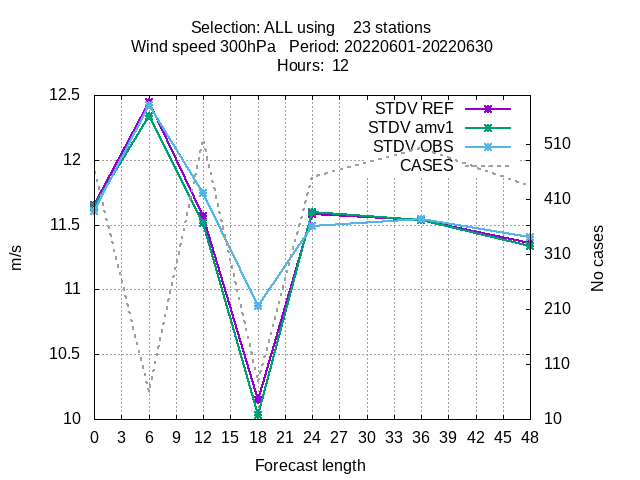 Selection: ALL using    23 stations
Wind speed 300hPa   Period: 20220601-20220630
Hours:  12
12.5
12
11.5
11
10.5
10
m/s
STDV REF
STDV amv1
STDV OBS
CASES
510
410
310
210
110
10
No cases
0 3 6 9 12 15 18 21 24 27 30 33 36 39 42 45 48
Forecast length